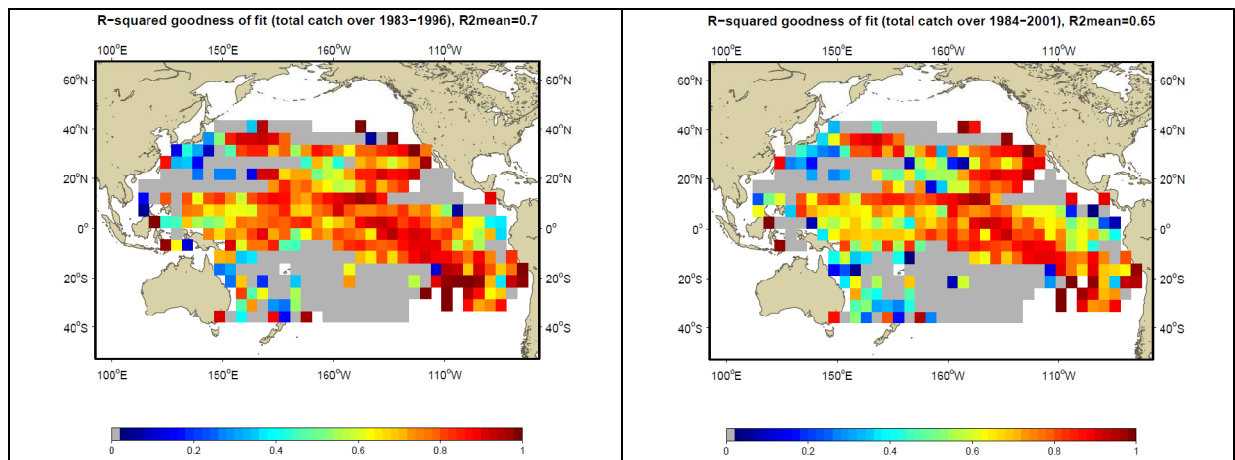 R−squared goodness of fit (total catch over 1983−1996), R2mean=0.7
100°E 150°E 160°W 110°W
60°N 60°N
40°N 40°N
20°N 20°N
0° 0°
20°S 20°S
40°S 40°S
100°E 150°E 160°W 110°W
0 0.2 0.4 0.6 0.8 1
R−squared goodness of fit (total catch over 1984−2001), R2mean=0.65
100°E 150°E 160°W 110°W
60°N 60°N
40°N 40°N
20°N 20°N
0° 0°
20°S 20°S
40°S 40°S
100°E 150°E 160°W 110°W
0 0.2 0.4 0.6 0.8 1